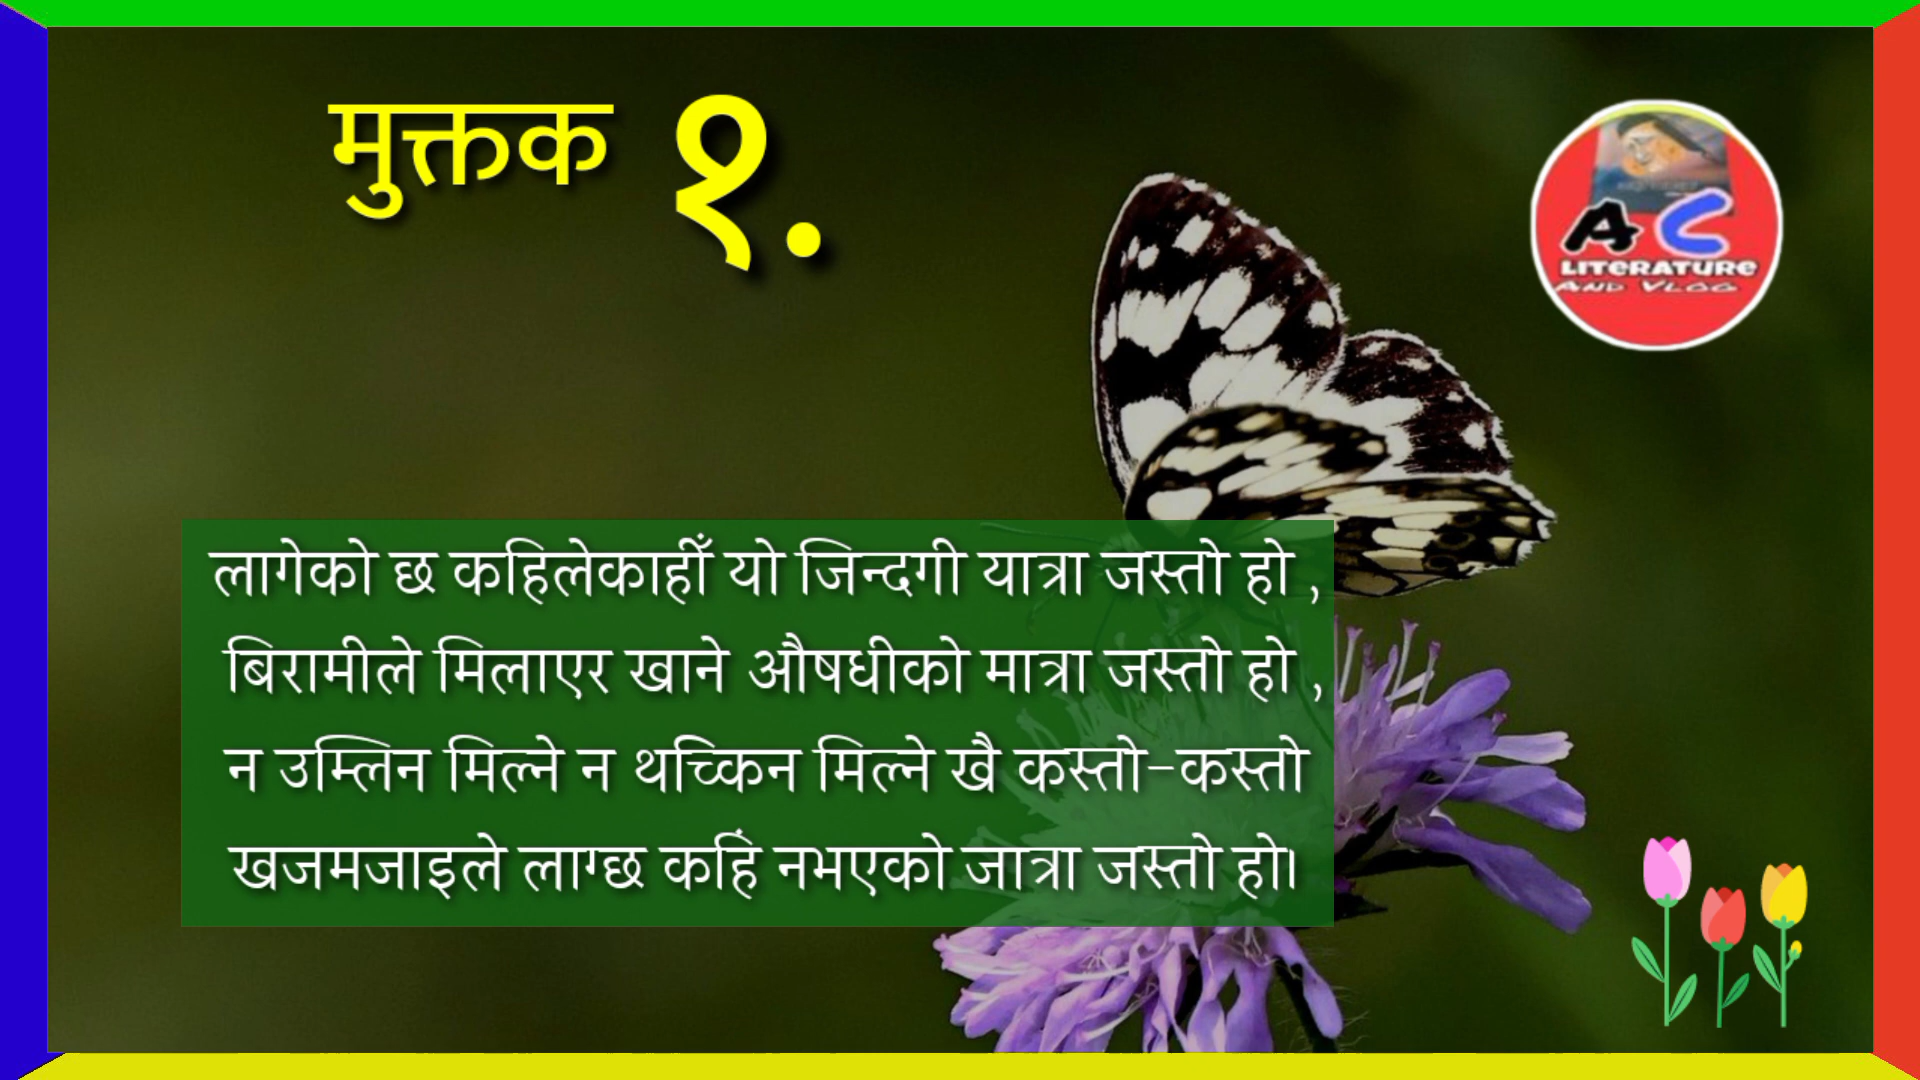 मुक्तक १.
AC
LITERATURE
AND VLOG
लागेको छ कहिलेकाहीँ यो जिन्दगी यात्रा जस्तो हो ,
बिरामीले मिलाएर खाने औषधीको मात्रा जस्तो हो ,
न उम्लिन मिल्ने न थच्किन मिल्ने खै कस्तो-कस्तो
खजमजाइले लाग्छ कहिं नभएको जात्रा जस्तो हो।